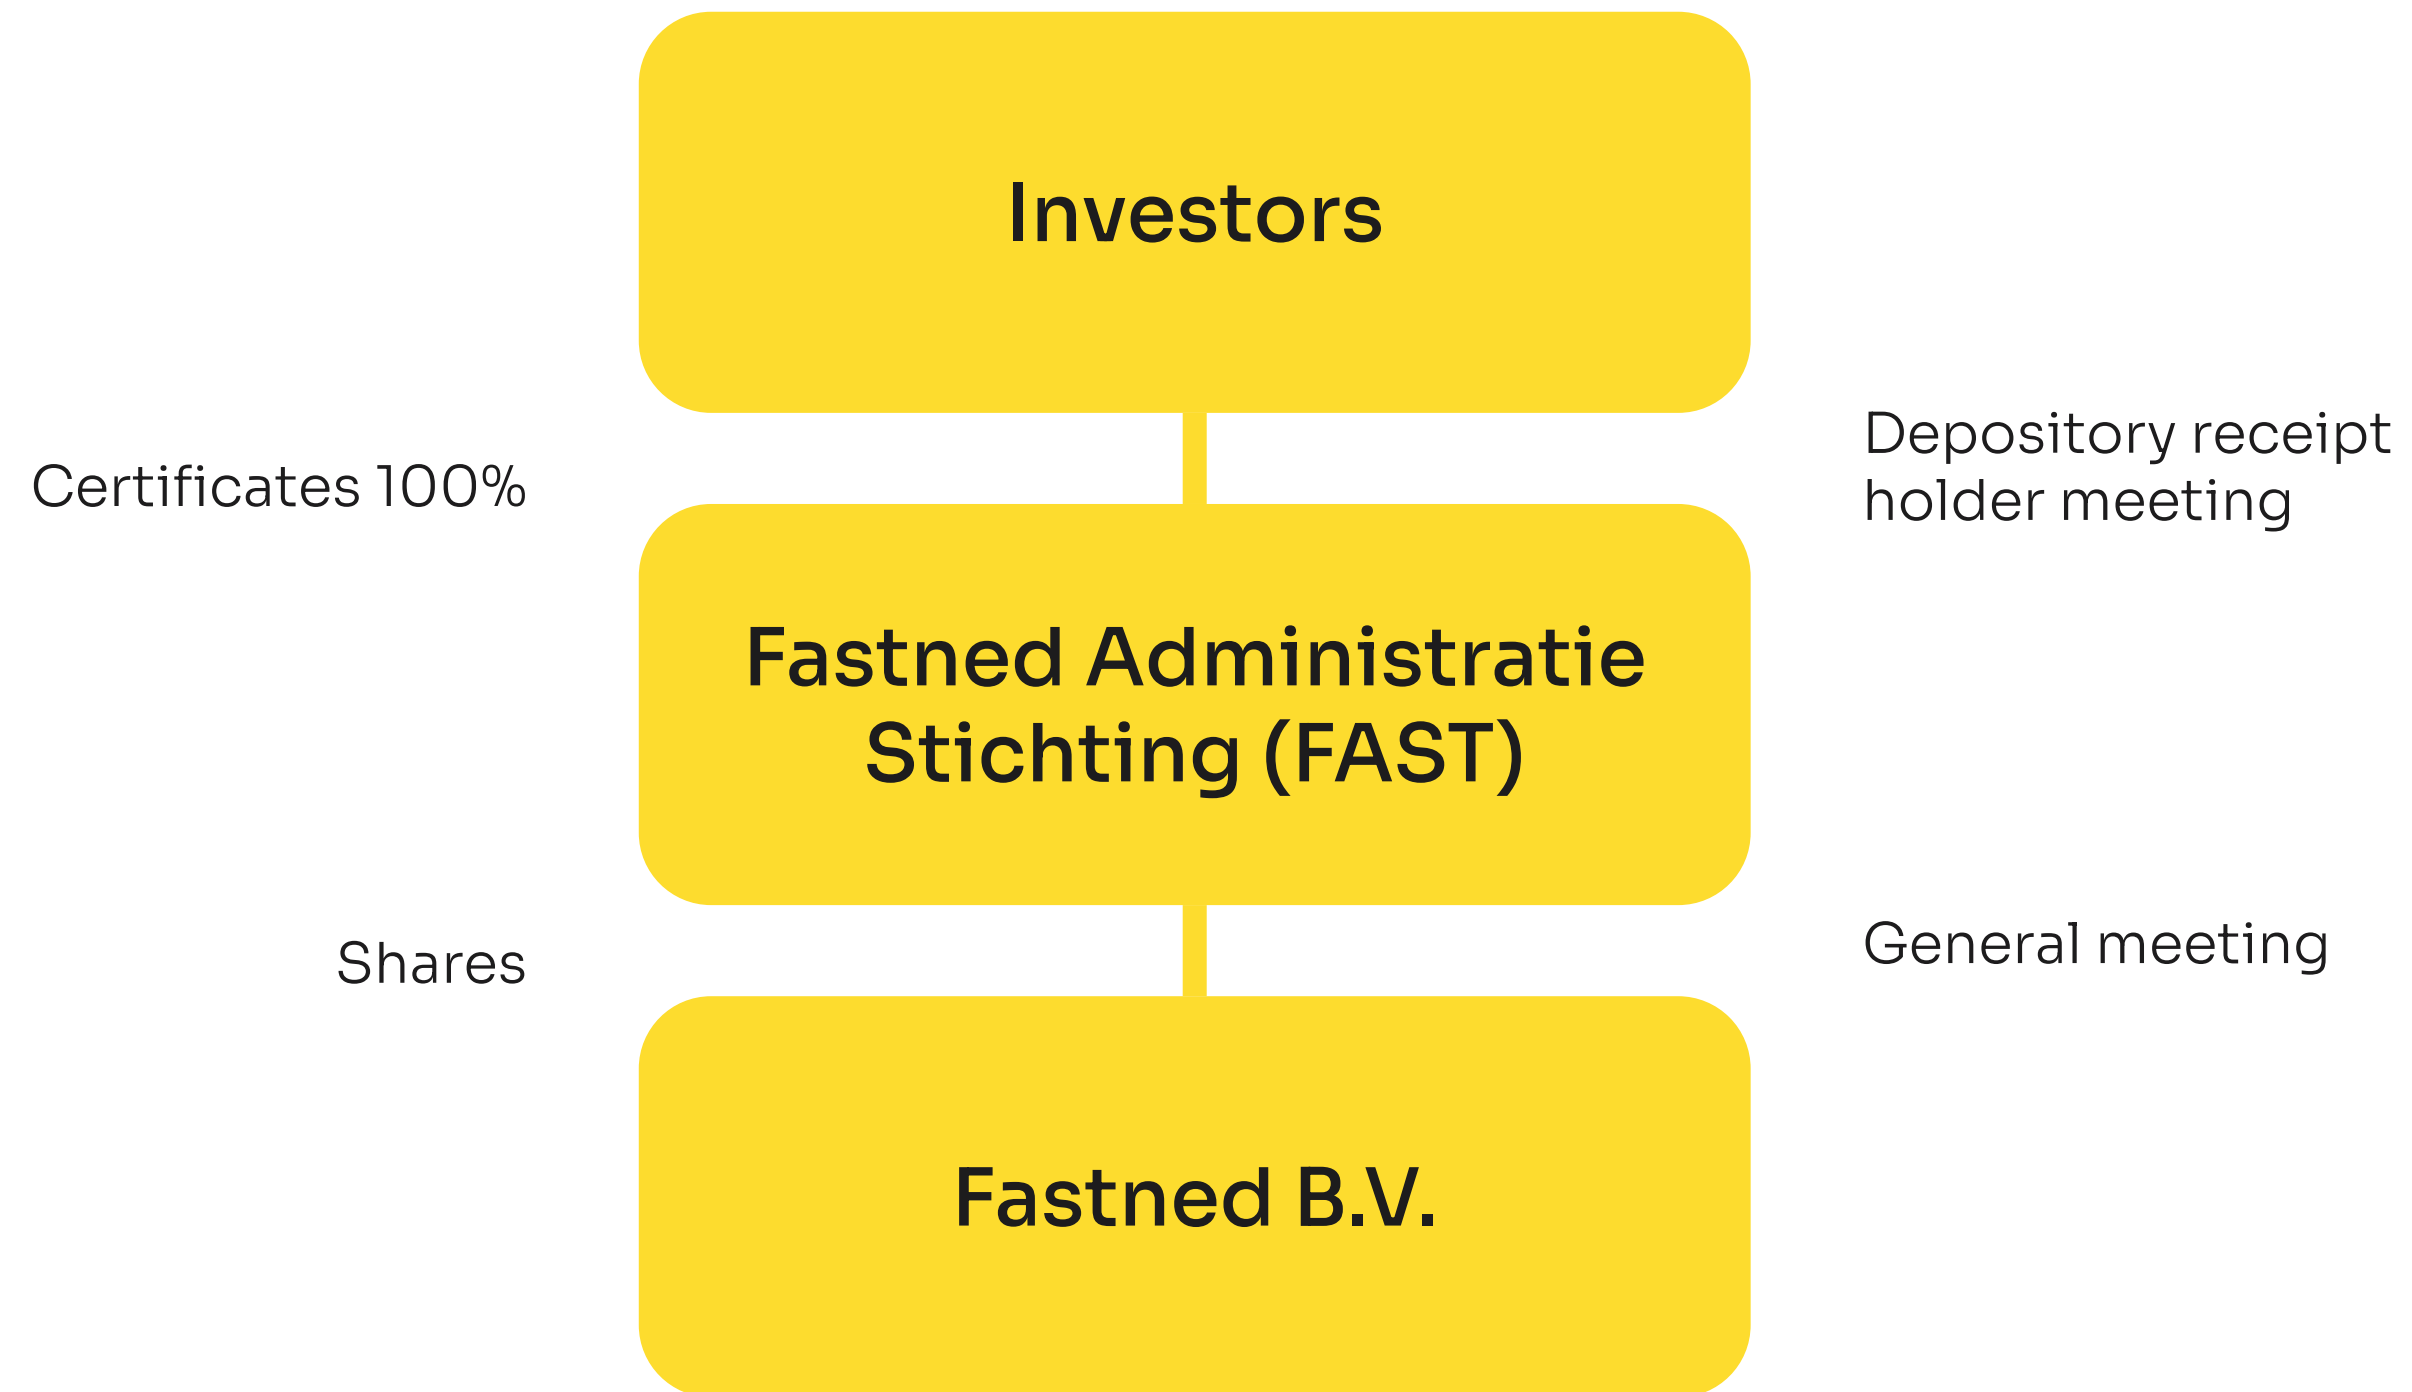 Investors
Certificates 100%
Depository receipt
holder meeting
Fastned Administratie
Stichting (FAST)
Shares
General meeting
Fastned B.V.